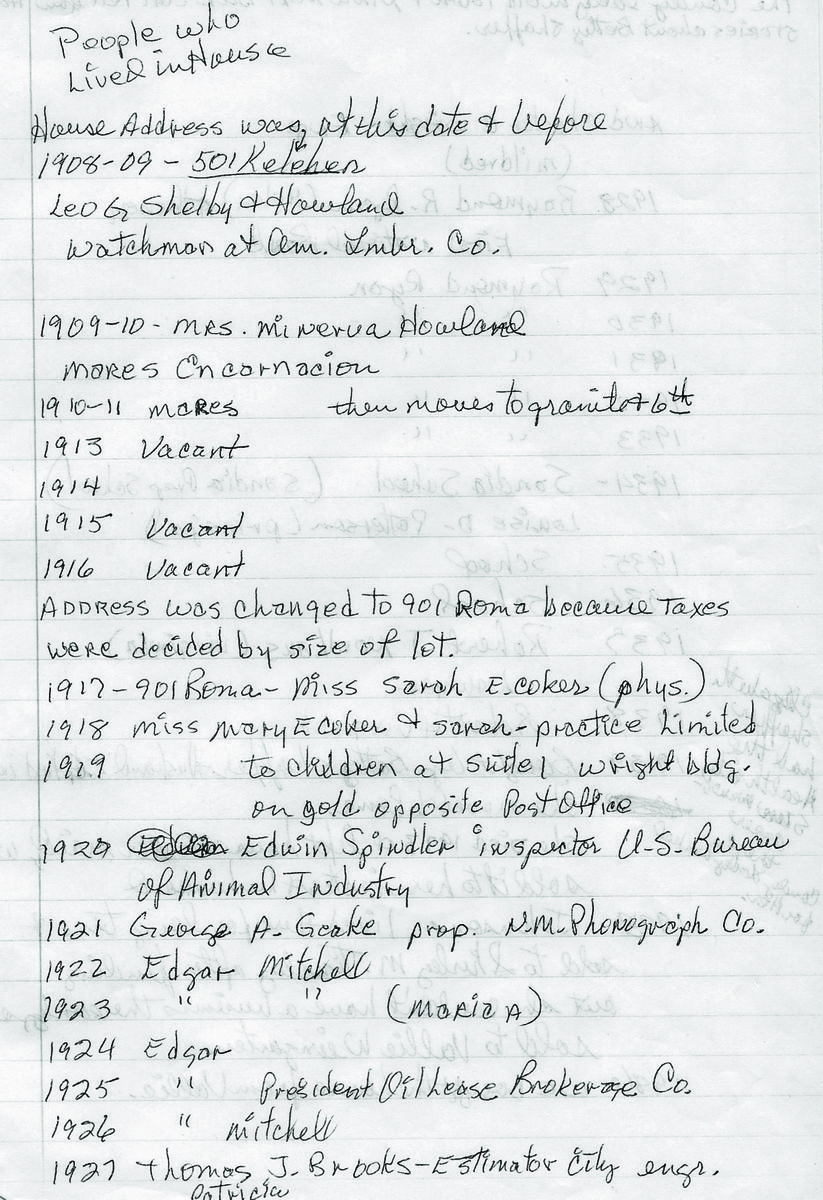 People who
Lived in House
House Address was, at this date & before
1908-09 - 501 Keleher
Leo G Shelby & Howland
watchman at Am. Lmbr. Co.
1909-10 - MRS. Minerva Howland
MARES Encarnacion
1910-11 MARES then moves to granite & 6th
1913 Vacant
1914
1915 Vacant
1916 Vacant
ADDRESS was changed to 901 Roma because Taxes
were decided by size of lot.
1917 - 901 Roma - Miss Sarah E. Coker (phys.)
1918 Miss Mary E Coker & Sarah - practice Limited
1919 to children at Suite 1 Wright bldg.
on gold opposite Post Office
1920 Edwin Spindler inspector U-S- Bureau
of Animal Industry
1921 George A. Geake prop. N.M. Phonograph Co.
1922 Edgar Mitchell
1923 " " (Maria A)
1924 Edgar
1925 " President Oil Lease Brokerage Co.
1926 " Mitchell
1927 Thomas J. Brooks - Estimator City engr.
Patricia